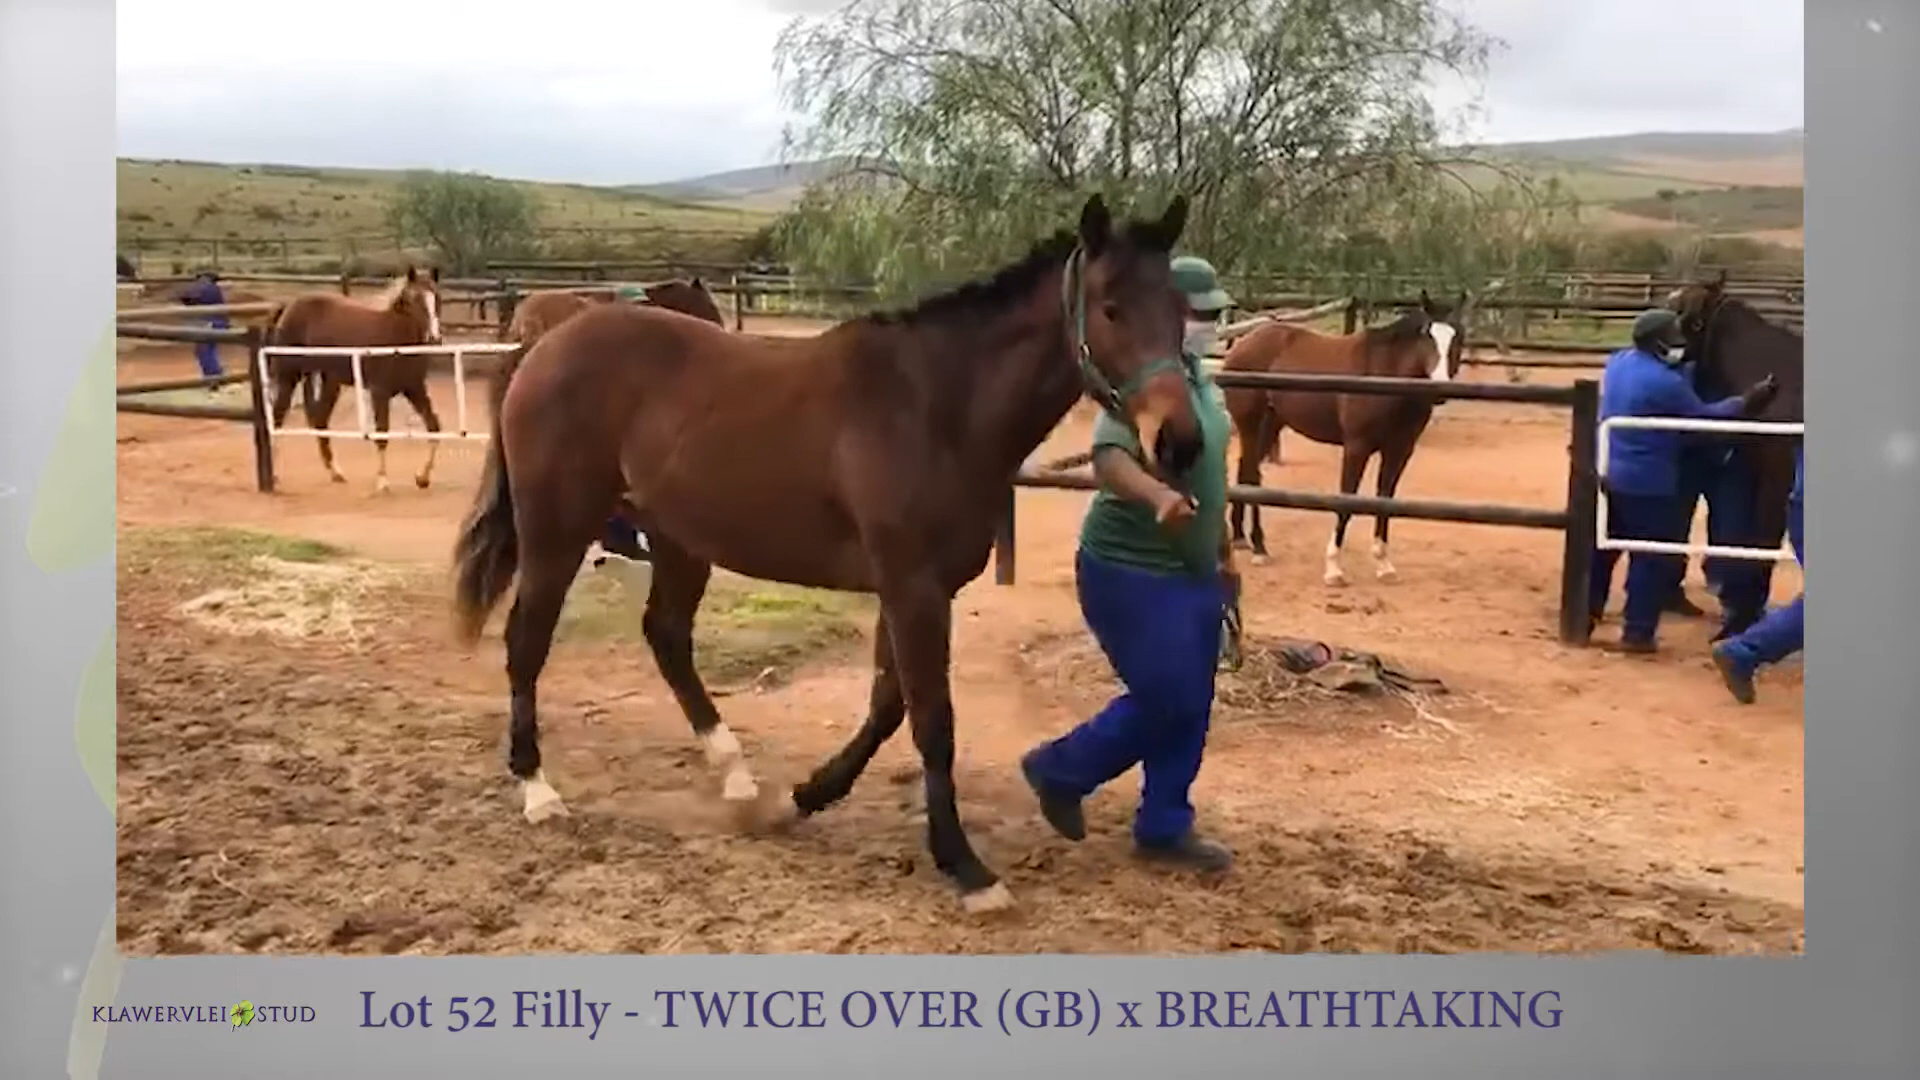 KLAWERVLEI STUD
Lot 52 Filly - TWICE OVER (GB) x BREATHTAKING